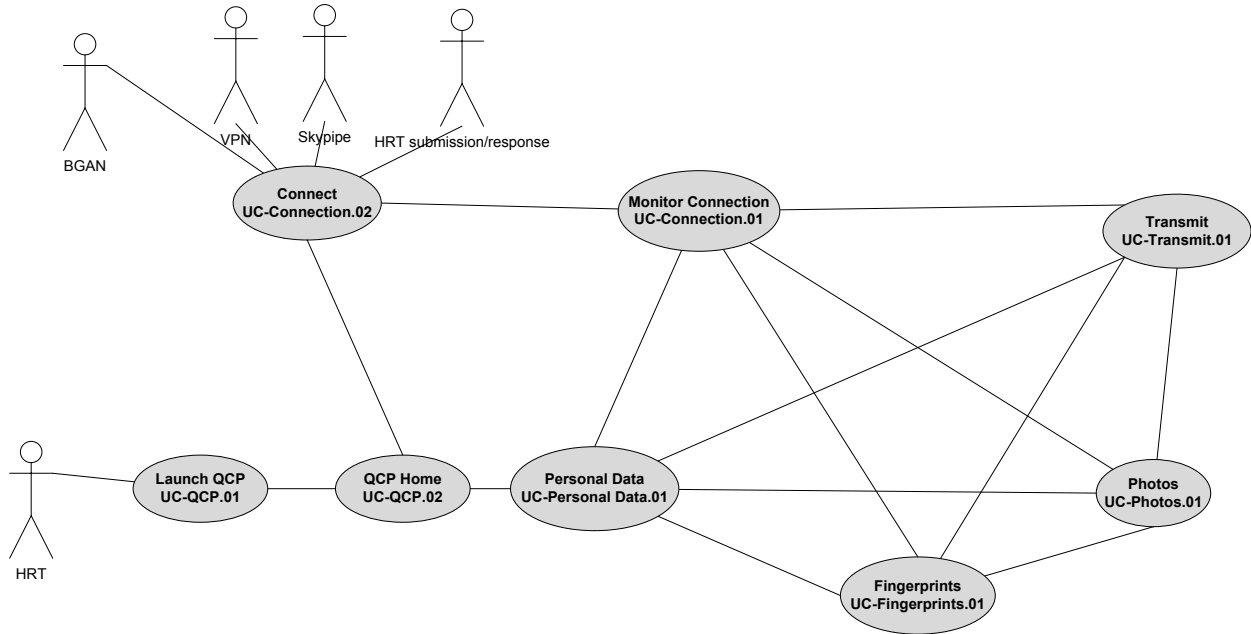 VPN
Skypipe
HRT submission/response
BGAN
Connect
UC-Connection.02
Monitor Connection
UC-Connection.01
Transmit
UC-Transmit.01
HRT
Launch QCP
UC-QCP.01
QCP Home
UC-QCP.02
Personal Data
UC-Personal Data.01
Photos
UC-Photos.01
Fingerprints
UC-Fingerprints.01